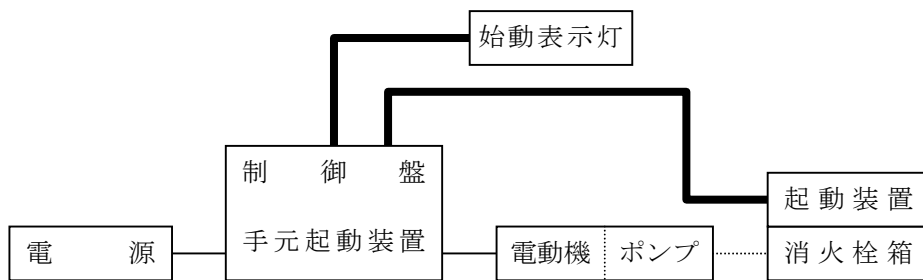 始動表示灯
制御盤
起動装置
手元起動装置
電源
電動機
ポンプ
消火栓箱